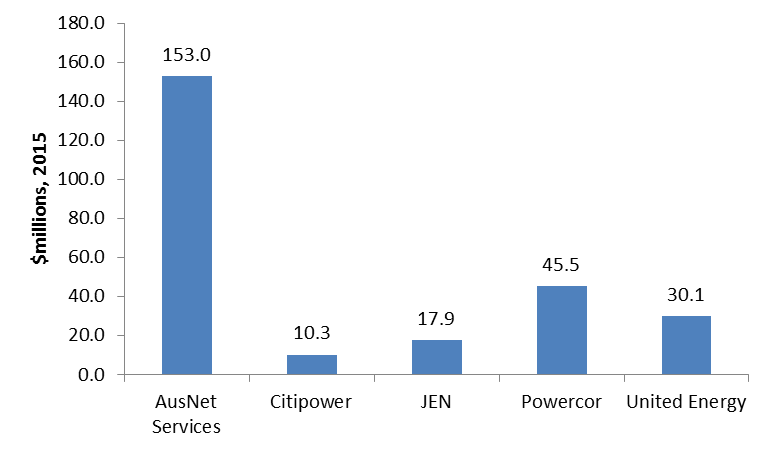 180.0
160.0
140.0
120.0
100.0
80.0
60.0
40.0
20.0
0.0
$millions, 2015
153.0
10.3
17.9
45.5
30.1
AusNet
Services
Citipower
JEN
Powercor
United Energy